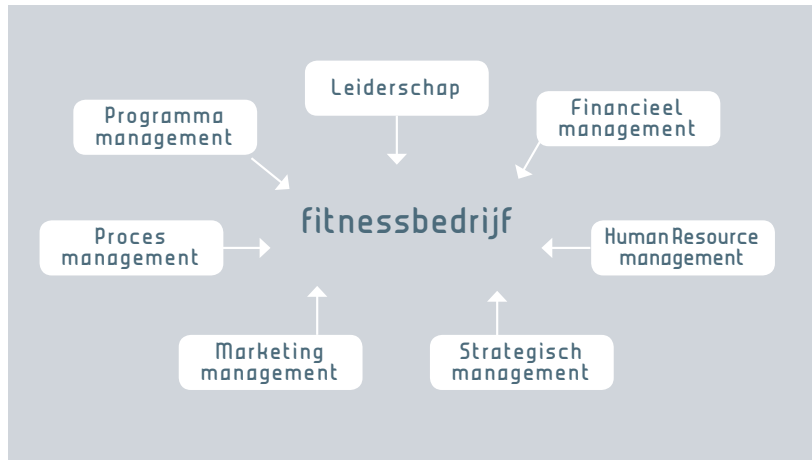 Leiderschap
Programma
management
Financieel
management
fitnessbedrijf
Proces
management
Human Resource
management
Marketing
management
Strategisch
management